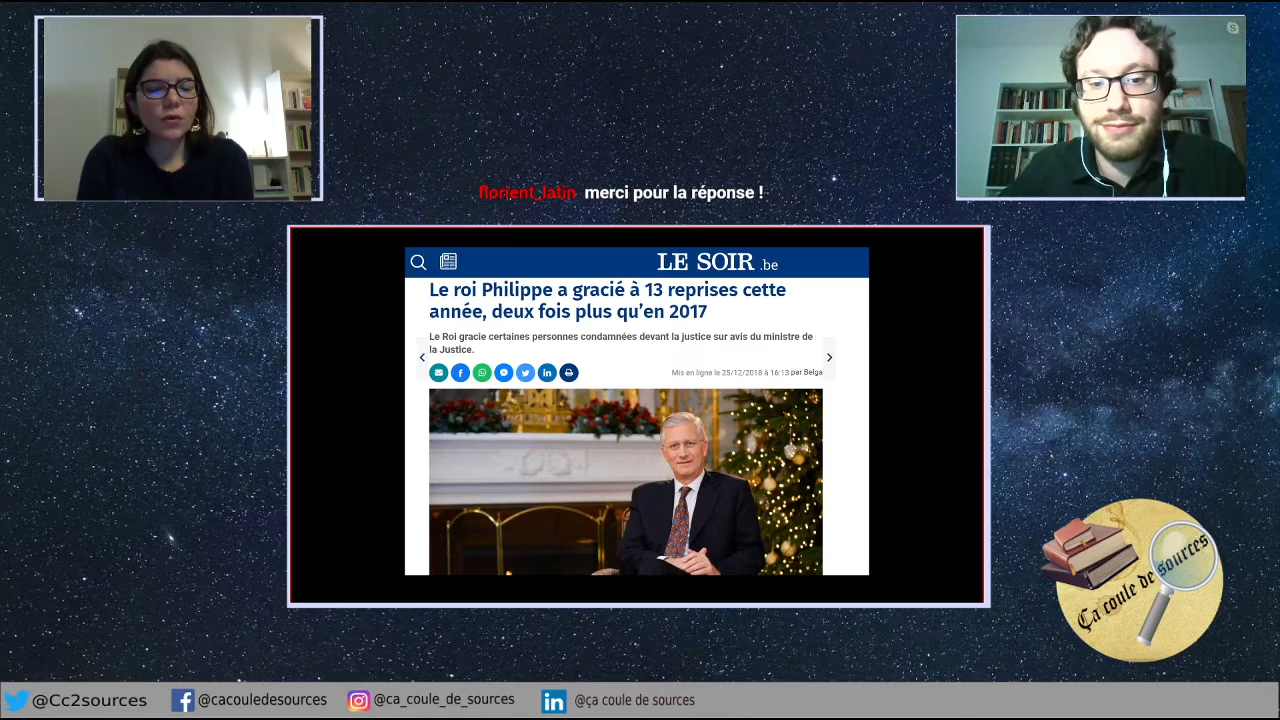 florient_latin merci pour la réponse !
LE SOIR .be
Le roi Philippe a gracié à 13 reprises cette
année, deux fois plus qu’en 2017
Le Roi gracie certaines personnes condamnées devant la justice sur avis du ministre de
la Justice.
Mis en ligne le 25/12/2018 à 16:13 par Belga
Ça coule de sources
@Cc2sources
@cacouledesources
@ca_coule_de_sources
@ça coule de sources